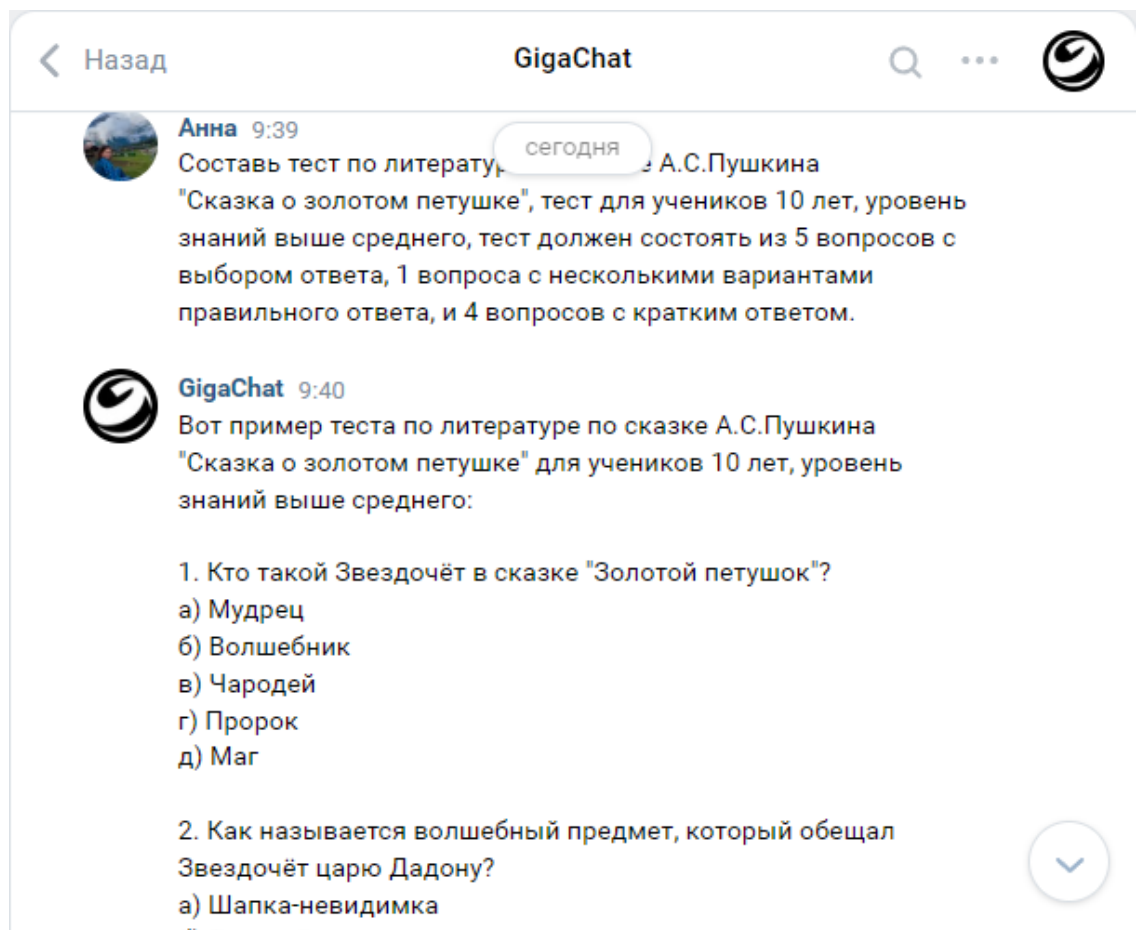 Назад
GigaChat
Анна 9:39
сегодня
Составь тест по литератур А.С.Пушкина
"Сказка о золотом петушке", тест для учеников 10 лет, уровень
знаний выше среднего, тест должен состоять из 5 вопросов с
выбором ответа, 1 вопроса с несколькими вариантами
правильного ответа, и 4 вопросов с кратким ответом.
GigaChat 9:40
Вот пример теста по литературе по сказке А.С.Пушкина
"Сказка о золотом петушке" для учеников 10 лет, уровень
знаний выше среднего:
1. Кто такой Звездочёт в сказке "Золотой петушок"?
а) Мудрец
б) Волшебник
в) Чародей
г) Пророк
д) Маг
2. Как называется волшебный предмет, который обещал
Звездочёт царю Дадону?
а) Шапка-невидимка